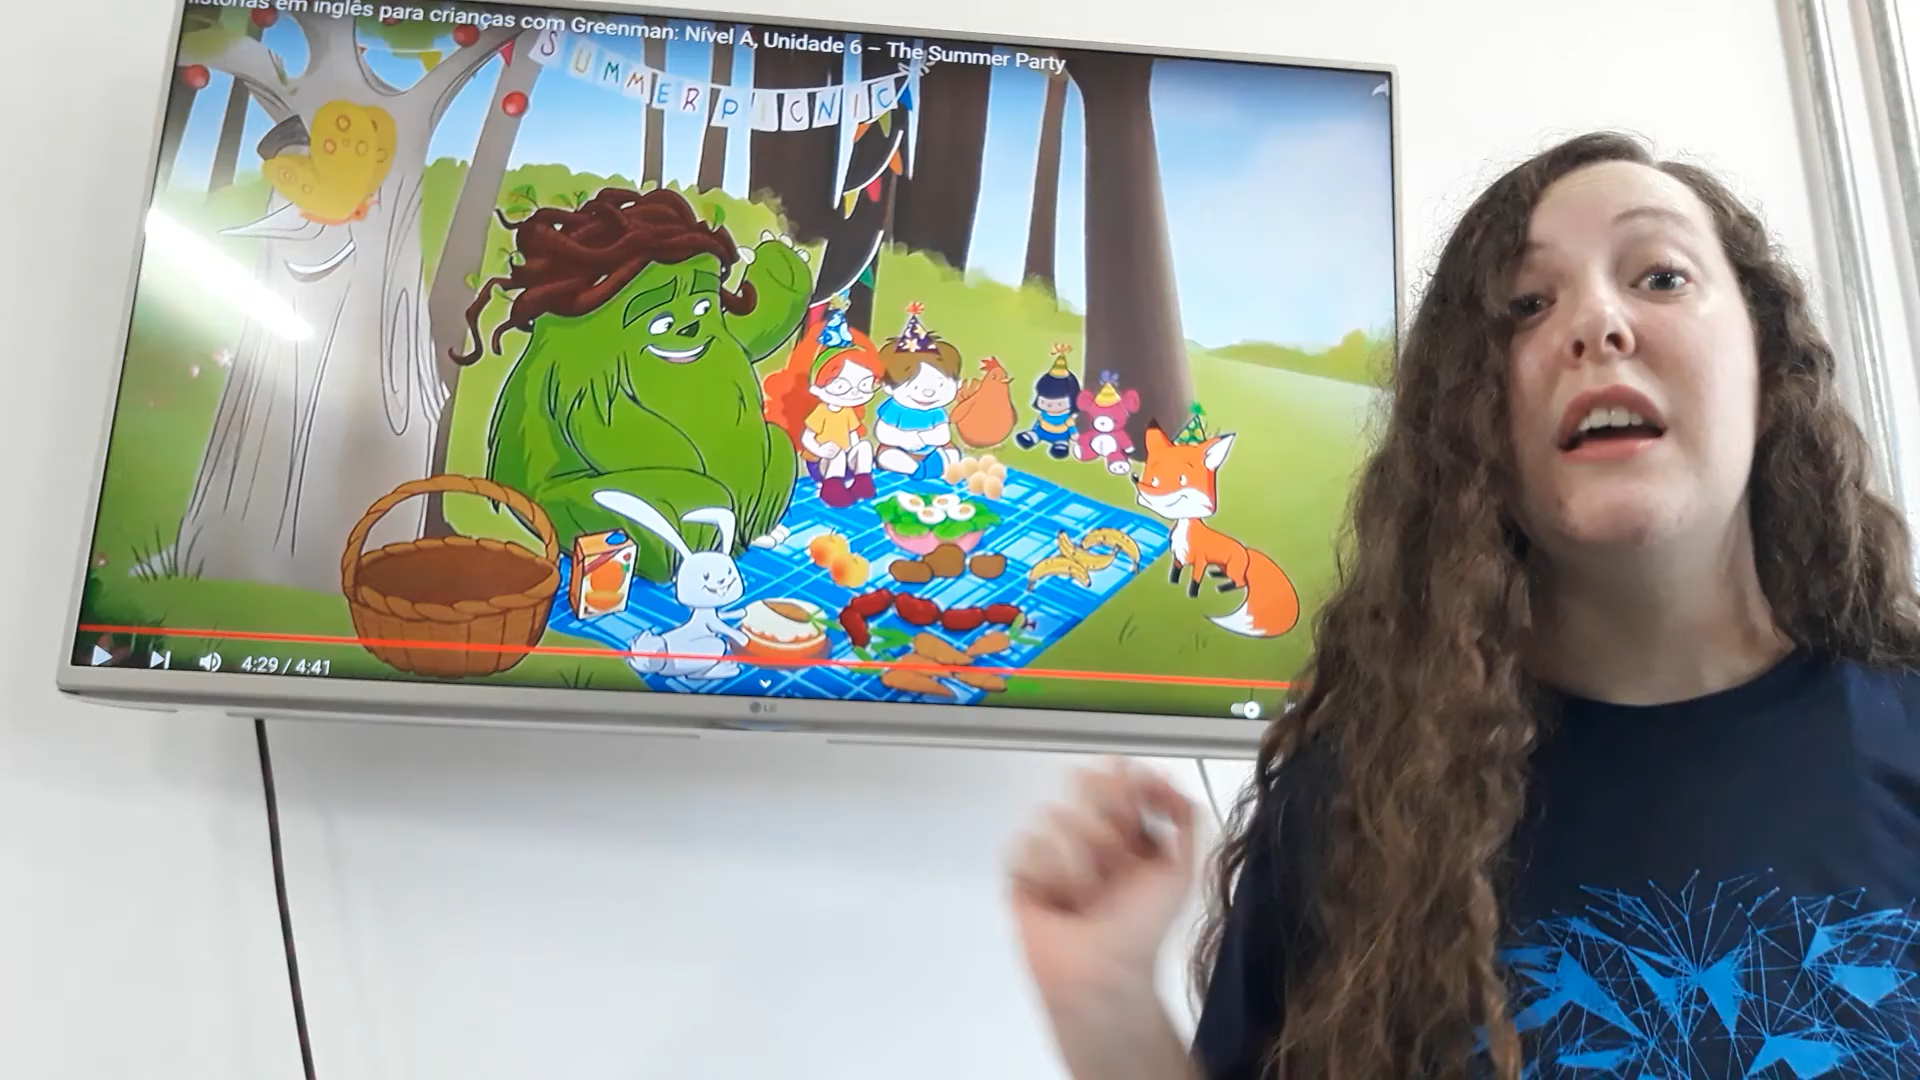 em inglês para crianças com Greenman: Nível A, Unidade 6 – The Summer Party
SUMMER PICNIC
4:29 / 4:41
LG